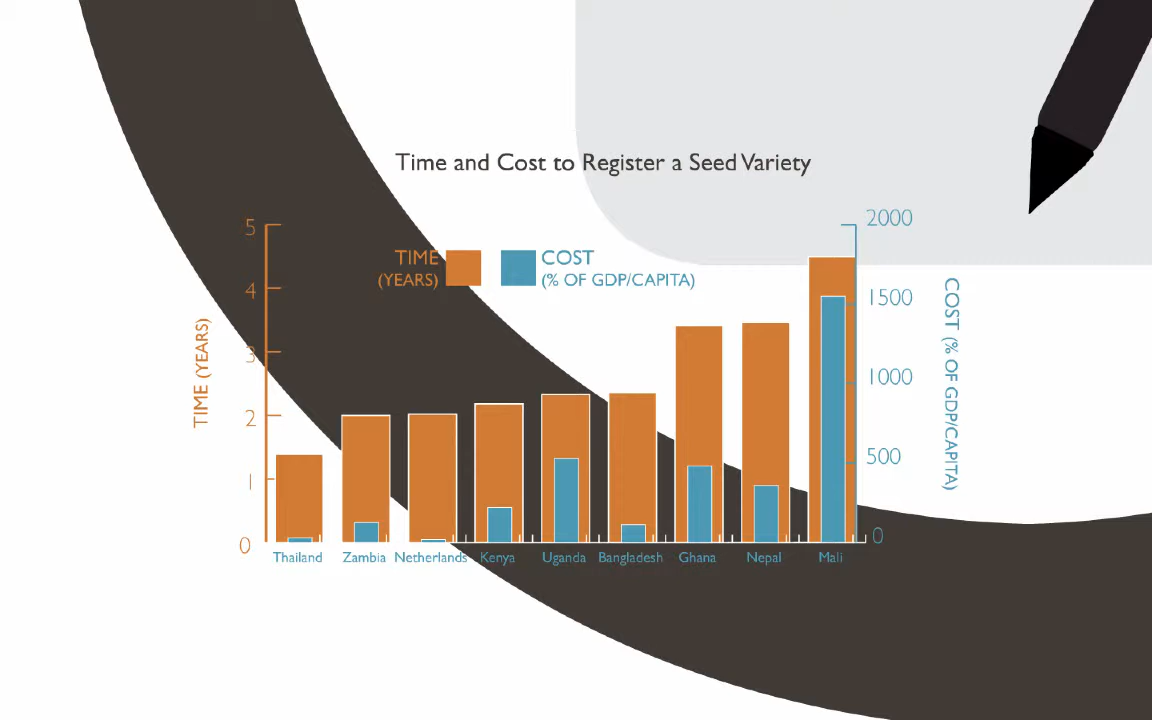 Time and Cost to Register a Seed Variety
TIME
(YEARS)
COST
(% OF GDP/CAPITA)
TIME (YEARS)
5
4
3
2
1
0
2000
1500
1000
500
0
COST (% OF GDP/CAPITA)
Thailand Zambia Netherlands Kenya Uganda Bangladesh Ghana Nepal Mali